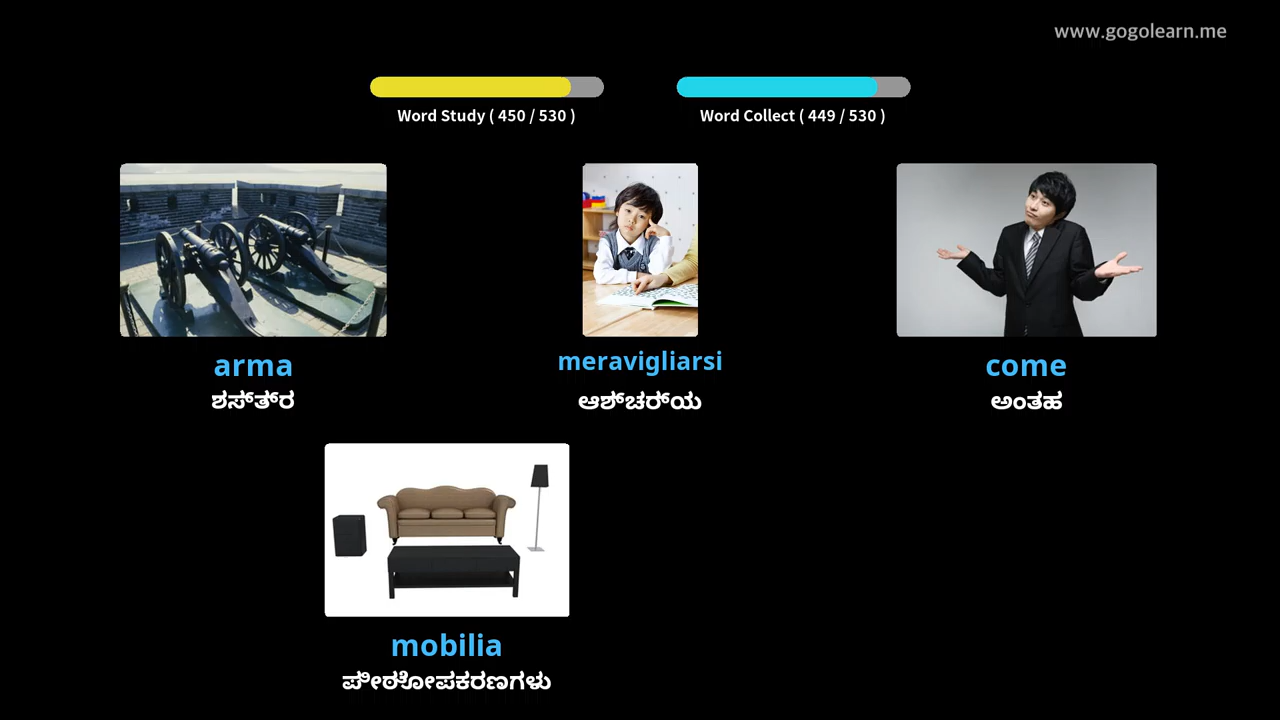 www.gogolearn.me
Word Study ( 450 / 530 )
Word Collect ( 449 / 530 )
arma
ಶಸ್ತ್ರ
meravigliarsi
ಆಶ್ಚರ್ಯ
come
ಅಂತಹ
mobilia
ಪೀಠೋಪಕರಣಗಳು